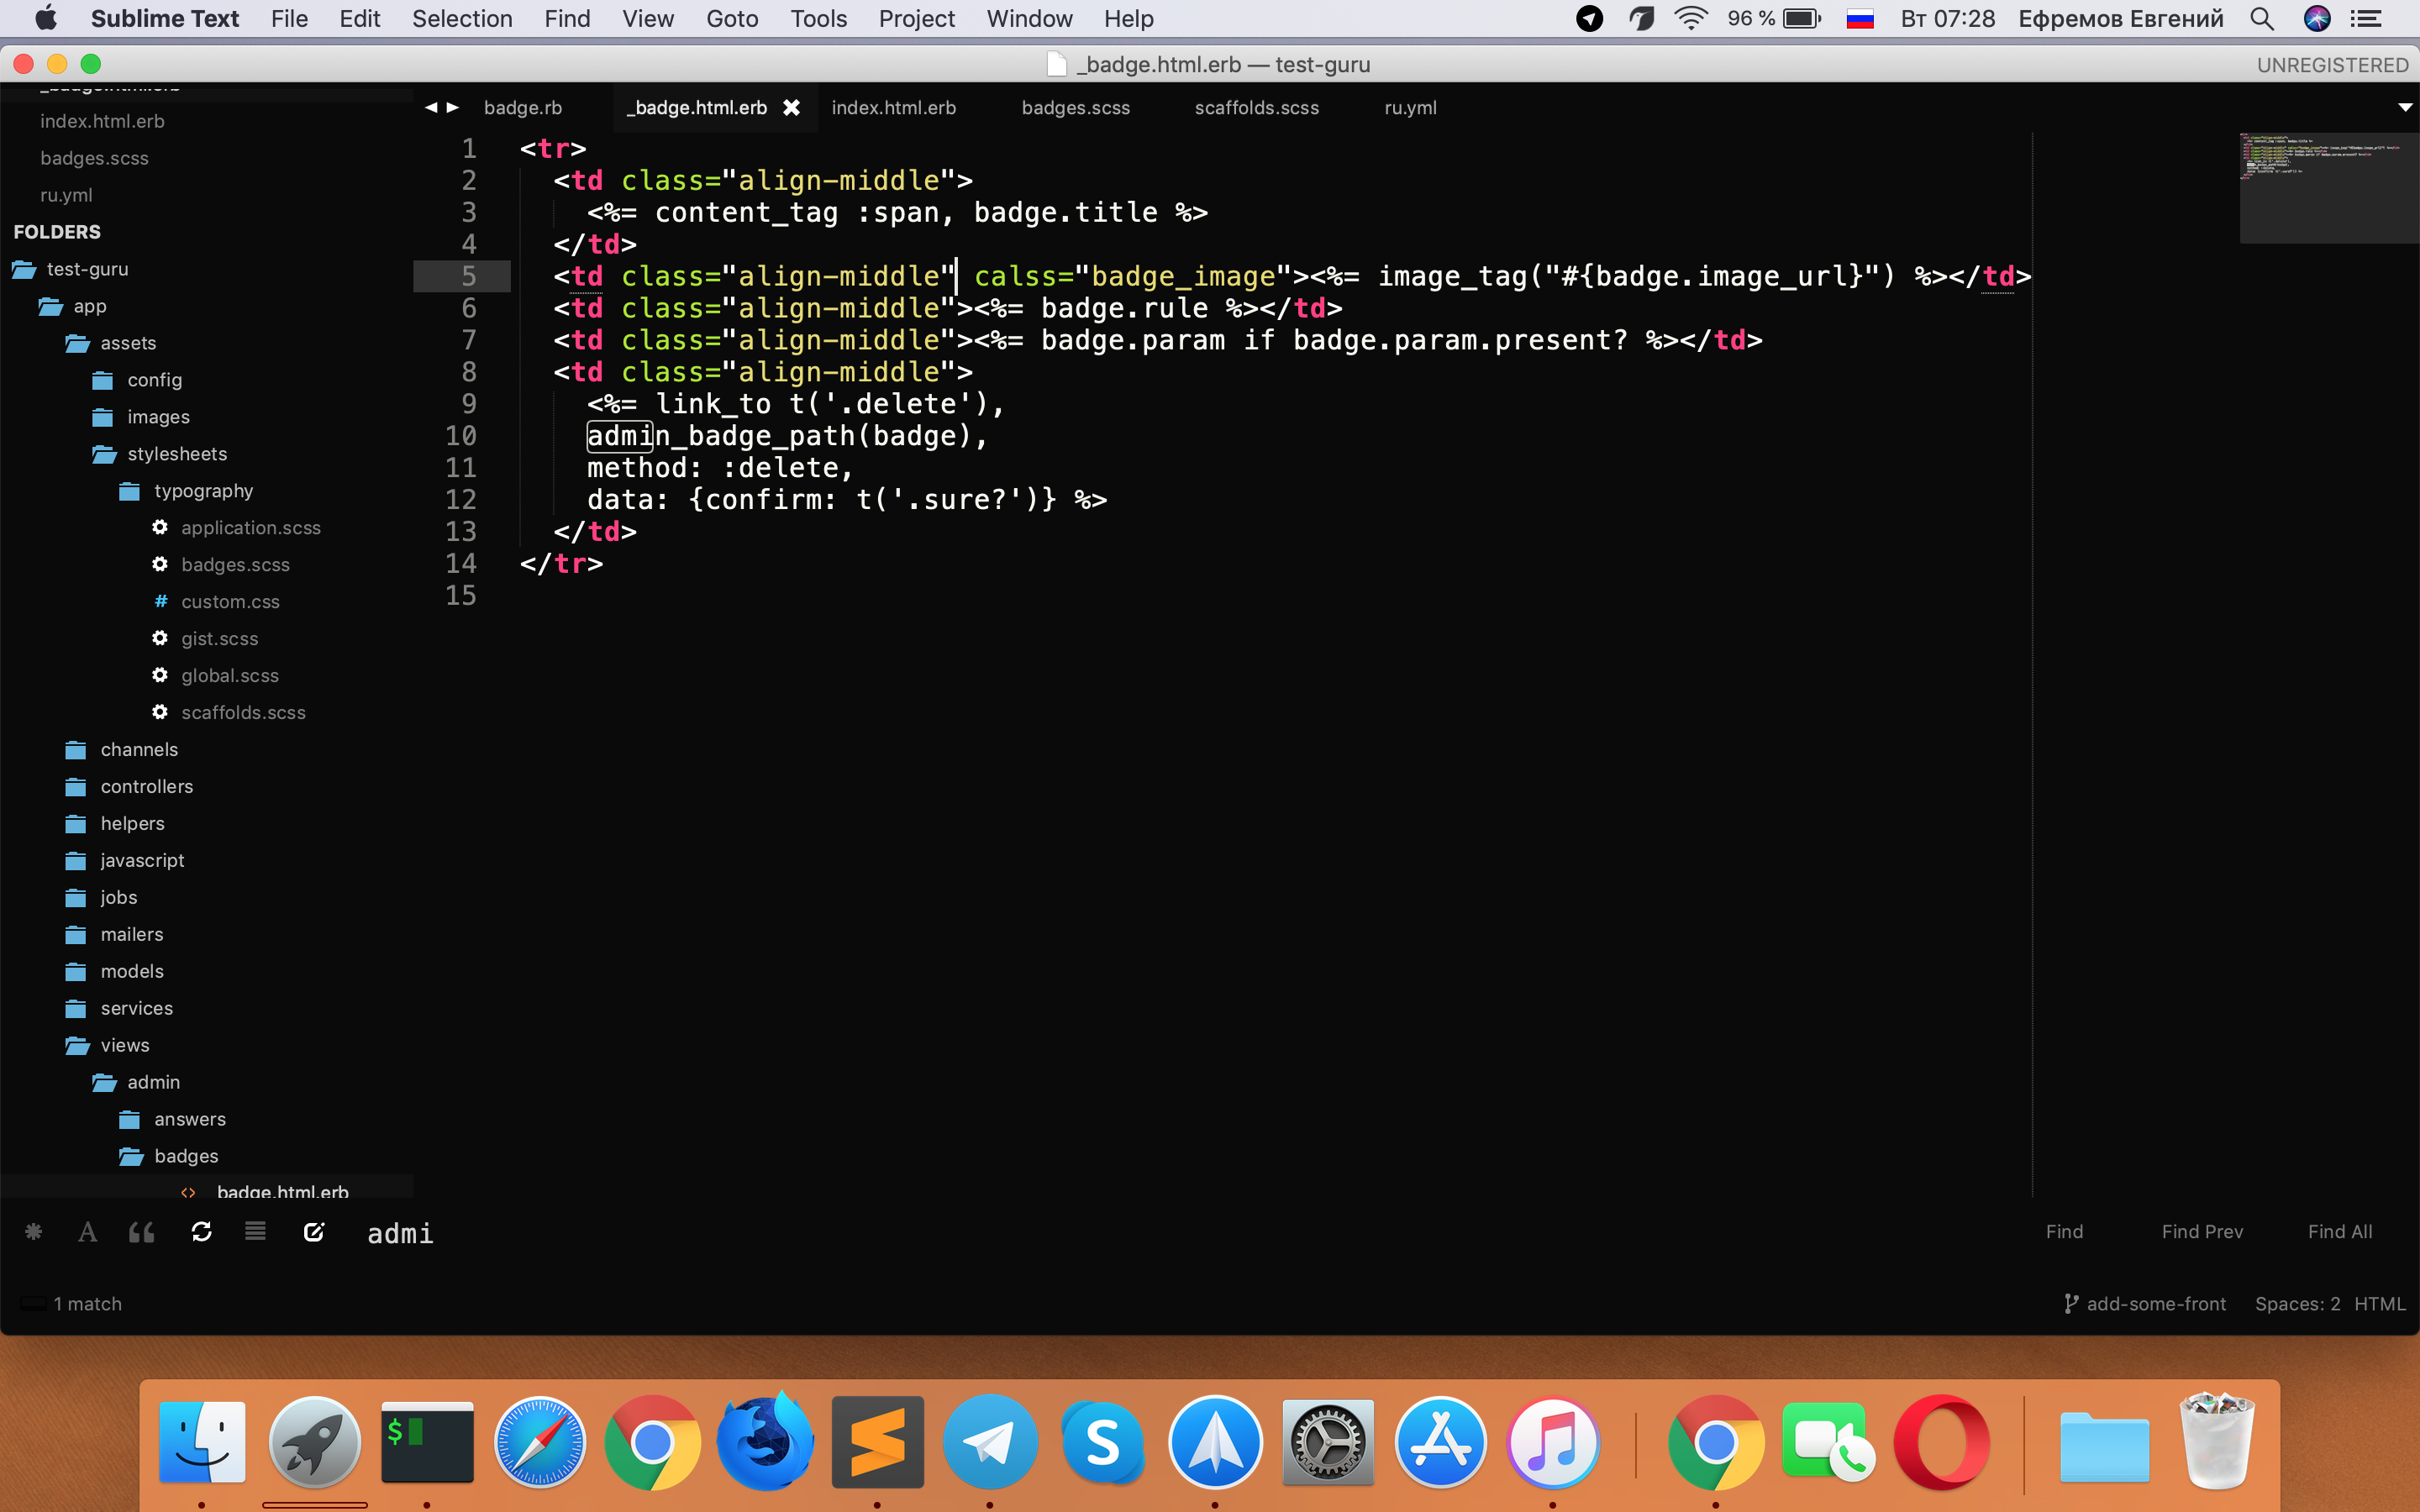 Sublime Text File Edit Selection Find View Goto Tools Project Window Help 96 % Вт 07:28 Ефремов Евгений
_badge.html.erb — test-guru UNREGISTERED
_badge.html.erb
index.html.erb
badges.scss
ru.yml
FOLDERS
test-guru
app
assets
config
images
stylesheets
typography
application.scss
badges.scss
custom.css
gist.scss
global.scss
scaffolds.scss
channels
controllers
helpers
javascript
jobs
mailers
models
services
views
admin
answers
badges
_badge.html.erb
badge.rb _badge.html.erb index.html.erb badges.scss scaffolds.scss ru.yml
1 <tr>
2 <td class="align-middle">
3 <%= content_tag :span, badge.title %>
4 </td>
5 <td class="align-middle" calss="badge_image"><%= image_tag("#{badge.image_url}") %></td>
6 <td class="align-middle"><%= badge.rule %></td>
7 <td class="align-middle"><%= badge.param if badge.param.present? %></td>
8 <td class="align-middle">
9 <%= link_to t('.delete'),
10 admin_badge_path(badge),
11 method: :delete,
12 data: {confirm: t('.sure?')} %>
13 </td>
14 </tr>
15
admi Find Find Prev Find All
1 match add-some-front Spaces: 2 HTML